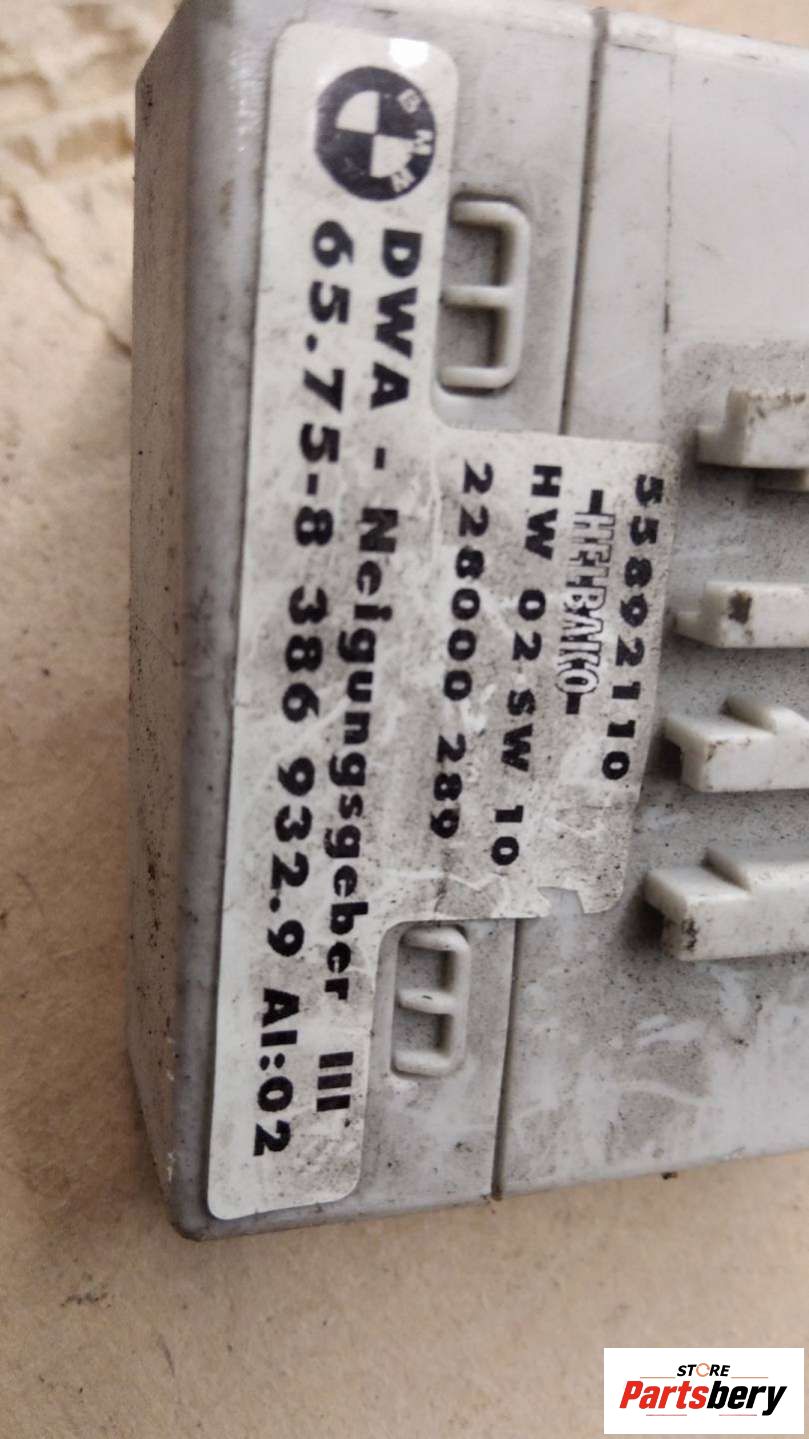 BMW
55892110
HELBAKO
HW 02 SW 10
228000 289
DWA - Neigungsgeber III
65.75-8 386 932.9 AI:02
STORE
Partsbery